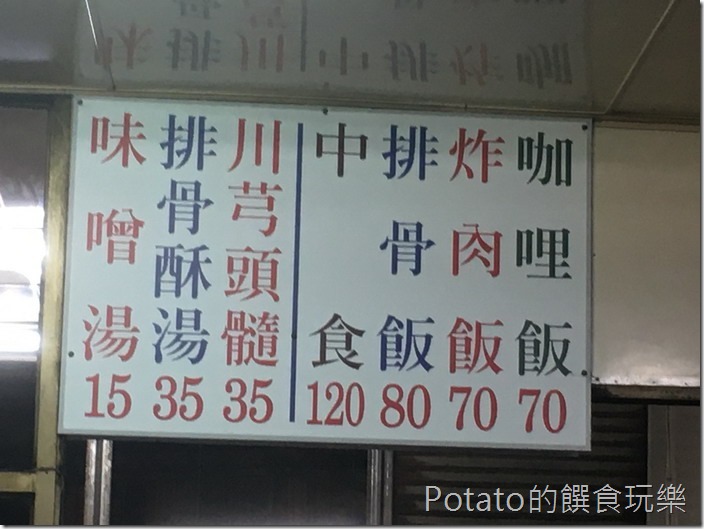 咖哩飯 70
炸肉飯 70
排骨飯 80
中食 120
川芎頭髓 35
排骨酥湯 35
味噌湯 15
Potato的饌食玩樂